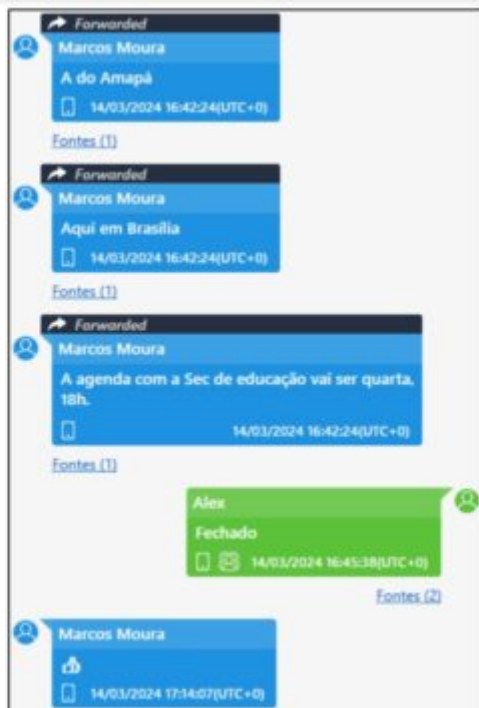 Forwarded
Marcos Moura
A do Amapá
14/03/2024 16:42:24(UTC+0)
Fontes (1)
Forwarded
Marcos Moura
Aqui em Brasília
14/03/2024 16:42:24(UTC+0)
Fontes (1)
Forwarded
Marcos Moura
A agenda com a Sec de educação vai ser quarta,
18h.
14/03/2024 16:42:24(UTC+0)
Fontes (1)
Alex
Fechado
14/03/2024 16:45:38(UTC+0)
Fontes (2)
Marcos Moura
👍
14/03/2024 17:14:07(UTC+0)